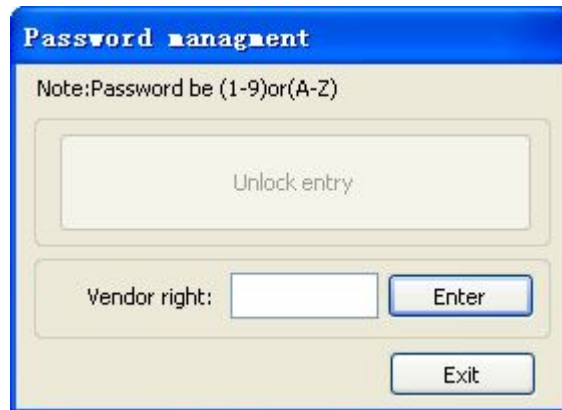 Password managment
Note:Password be (1-9)or(A-Z)
Unlock entry
Vendor right:
Enter
Exit